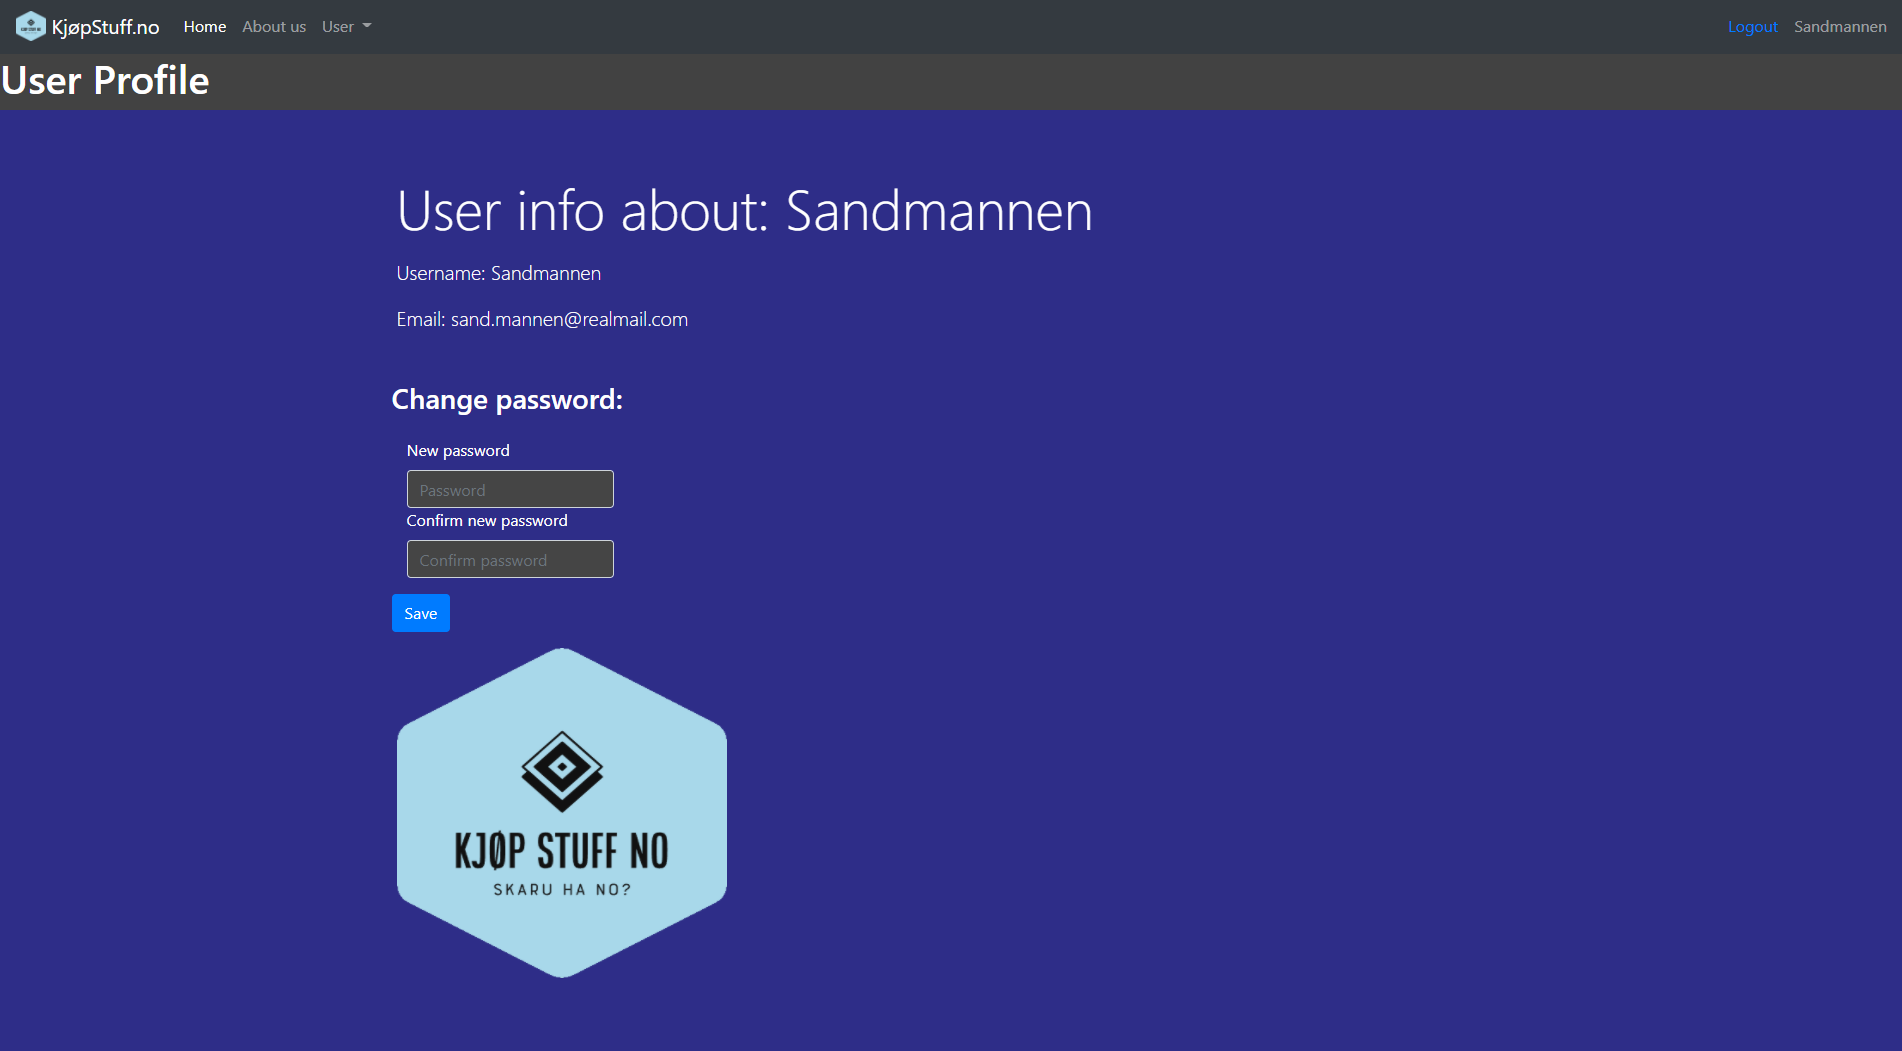 KjøpStuff.no Home About us User Logout Sandmannen
User Profile
User info about: Sandmannen
Username: Sandmannen
Email: sand.mannen@realmail.com
Change password:
New password
Password
Confirm new password
Confirm password
Save
KJØP STUFF NO
SKARU HA NO?